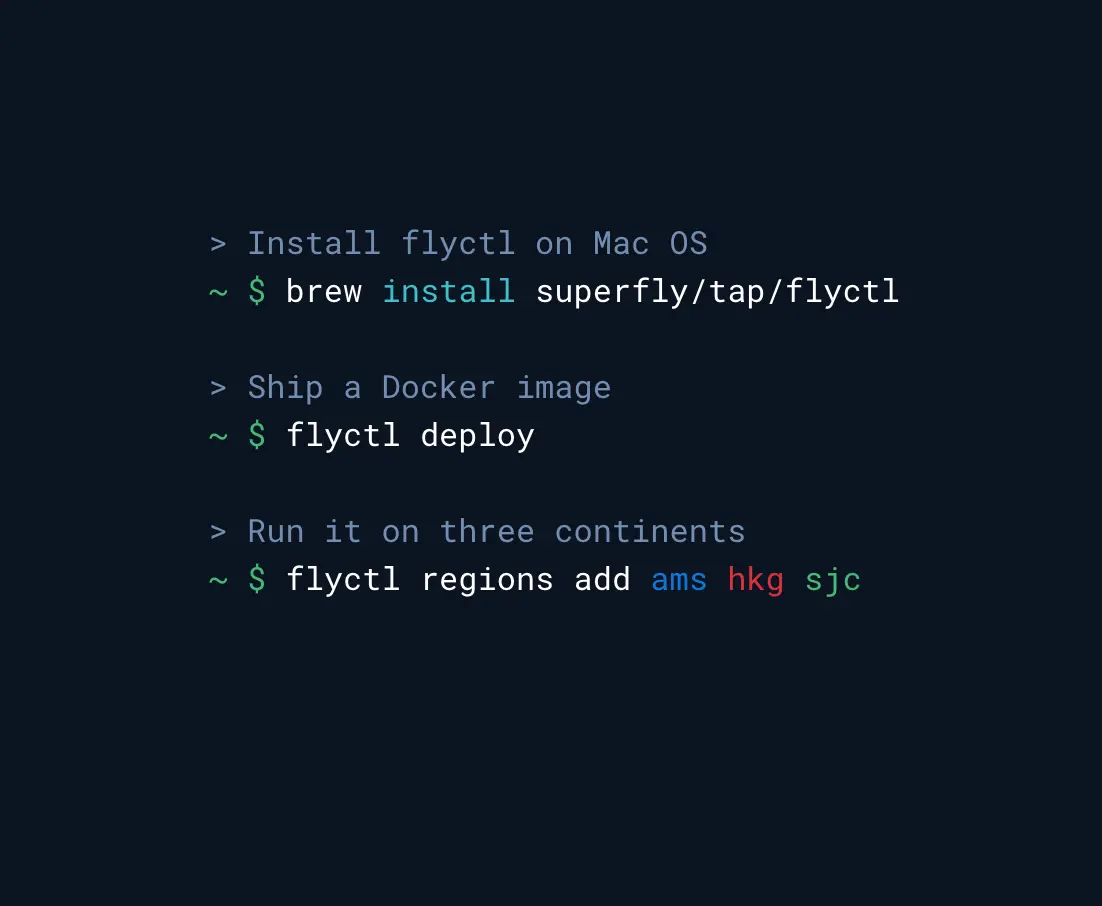 > Install flyctl on Mac OS
~ $ brew install superfly/tap/flyctl
> Ship a Docker image
~ $ flyctl deploy
> Run it on three continents
~ $ flyctl regions add ams hkg sjc